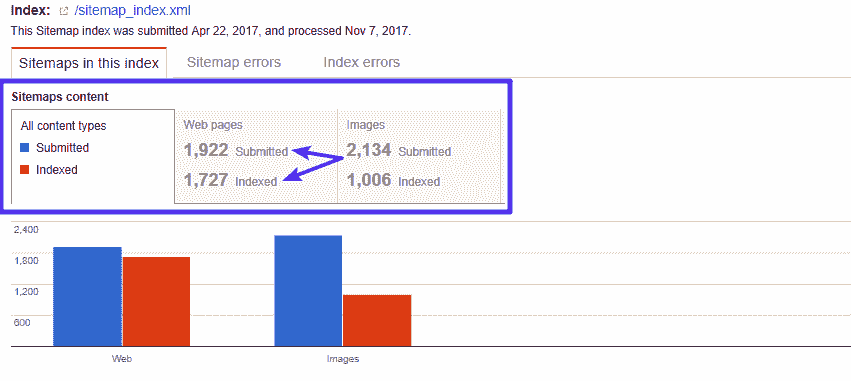 Index: /sitemap_index.xml
This Sitemap index was submitted Apr 22, 2017, and processed Nov 7, 2017.
Sitemaps in this index Sitemap errors Index errors
Sitemaps content
All content types Web pages Images
Submitted 1,922 Submitted 2,134 Submitted
Indexed 1,727 Indexed 1,006 Indexed
2,400
1,800
1,200
600
Web Images